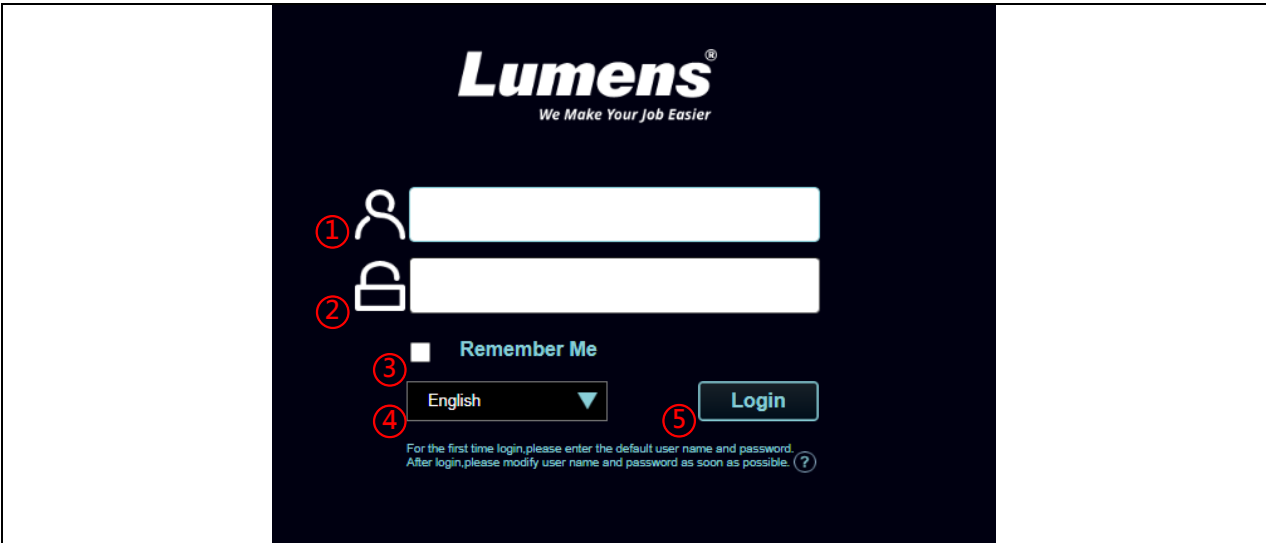 Lumens®
We Make Your Job Easier
①
②
③ Remember Me
④ English
⑤ Login
For the first time login,please enter the default user name and password.
After login,please modify user name and password as soon as possible. ?